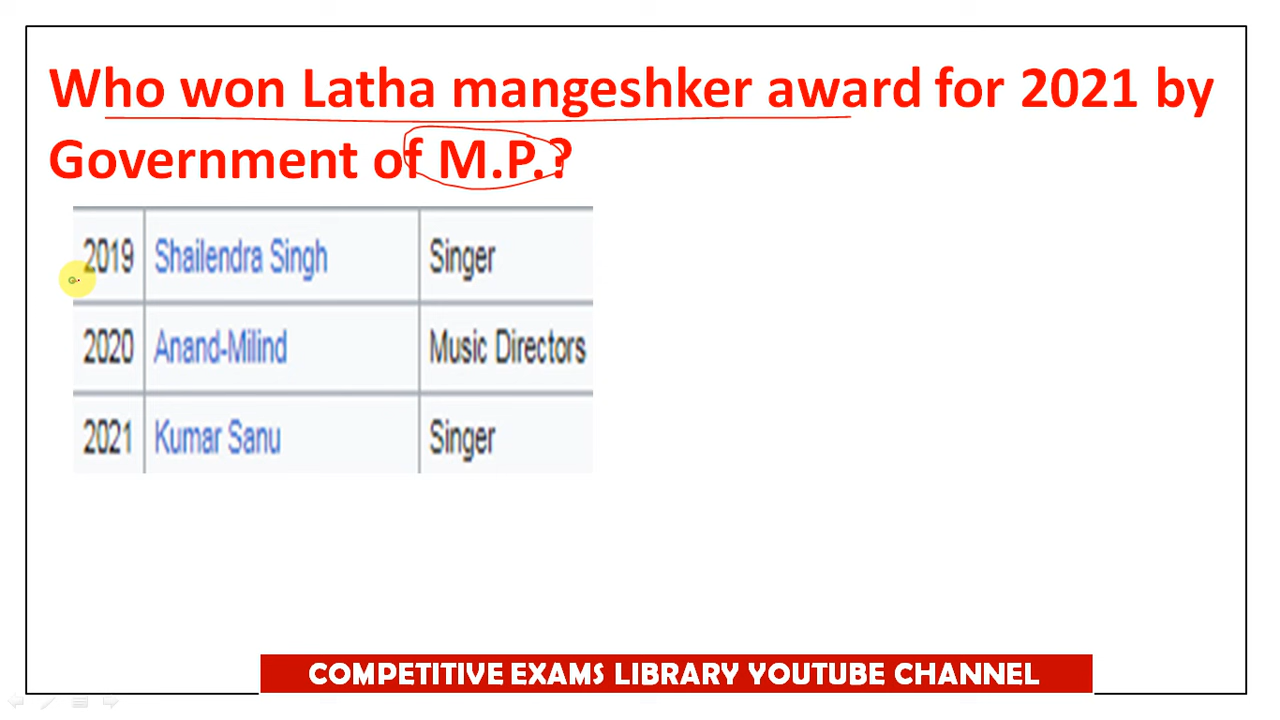 Who won Latha mangeshker award for 2021 by
Government of M.P.?
2019 Shailendra Singh Singer
2020 Anand-Milind Music Directors
2021 Kumar Sanu Singer
COMPETITIVE EXAMS LIBRARY YOUTUBE CHANNEL